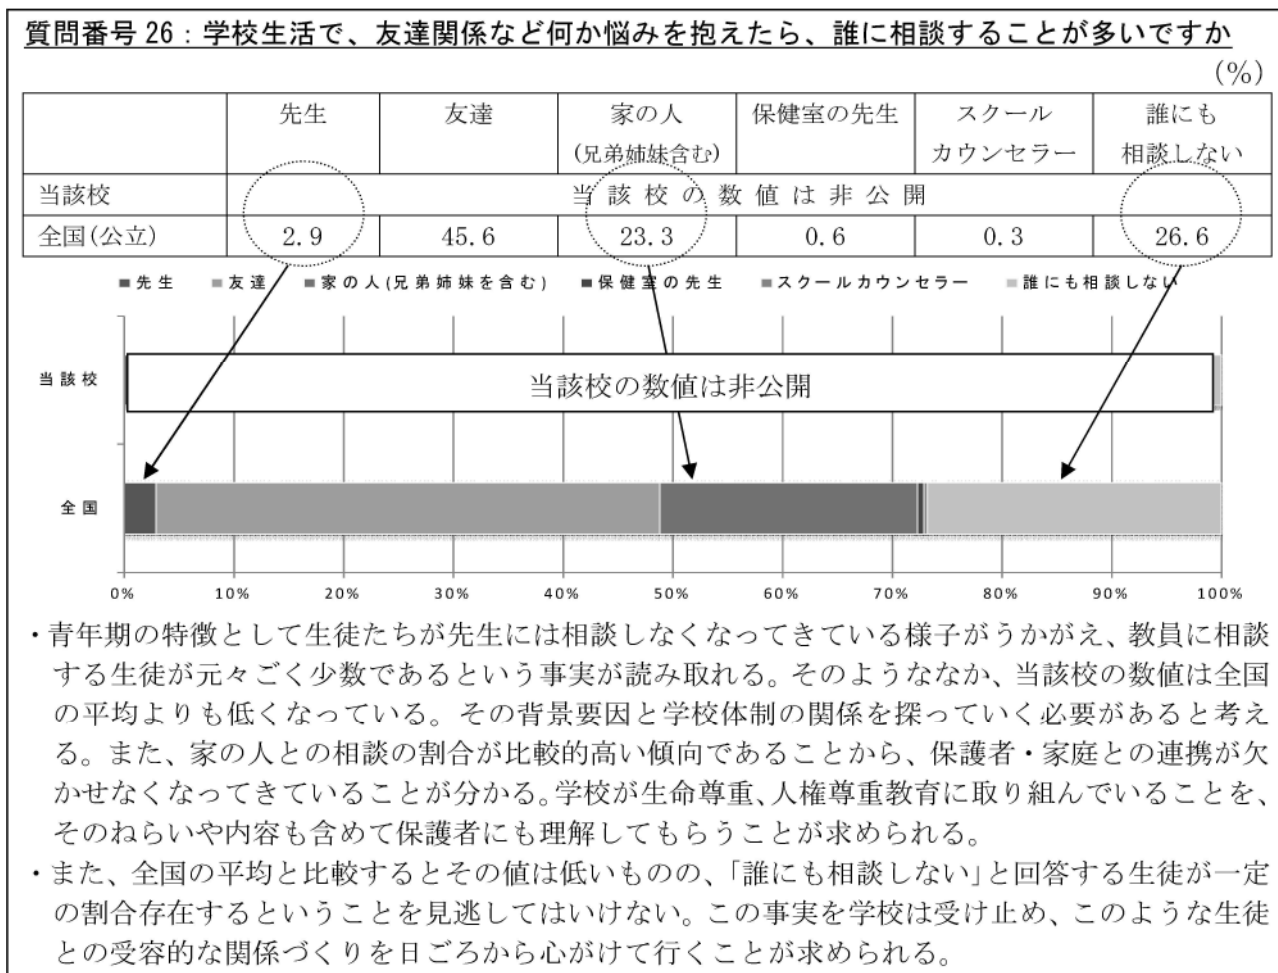 質問番号 26：学校生活で、友達関係など何か悩みを抱えたら、誰に相談することが多いですか
(％)
先生 友達 家の人 保健室の先生 スクール 誰にも
(兄弟姉妹含む) カウンセラー 相談しない
当該校 当該校の数値は非公開
全国(公立) 2.9 45.6 23.3 0.6 0.3 26.6
■先生 ■友達 ■家の人(兄弟姉妹を含む) ■保健室の先生 ■スクールカウンセラー ■誰にも相談しない
当該校 当該校の数値は非公開
全国
0% 10% 20% 30% 40% 50% 60% 70% 80% 90% 100%
・青年期の特徴として生徒たちが先生には相談しなくなってきている様子がうかがえ、教員に相談
する生徒が元々ごく少数であるという事実が読み取れる。そのようななか、当該校の数値は全国
の平均よりも低くなっている。その背景要因と学校体制の関係を探っていく必要があると考え
る。また、家の人との相談の割合が比較的高い傾向であることから、保護者・家庭との連携が欠
かせなくなってきていることが分かる。学校が生命尊重、人権尊重教育に取り組んでいることを、
そのねらいや内容も含めて保護者にも理解してもらうことが求められる。
・また、全国の平均と比較するとその値は低いものの、「誰にも相談しない」と回答する生徒が一定
の割合存在するということを見逃してはいけない。この事実を学校は受け止め、このような生徒
との受容的な関係づくりを日ごろから心がけて行くことが求められる。